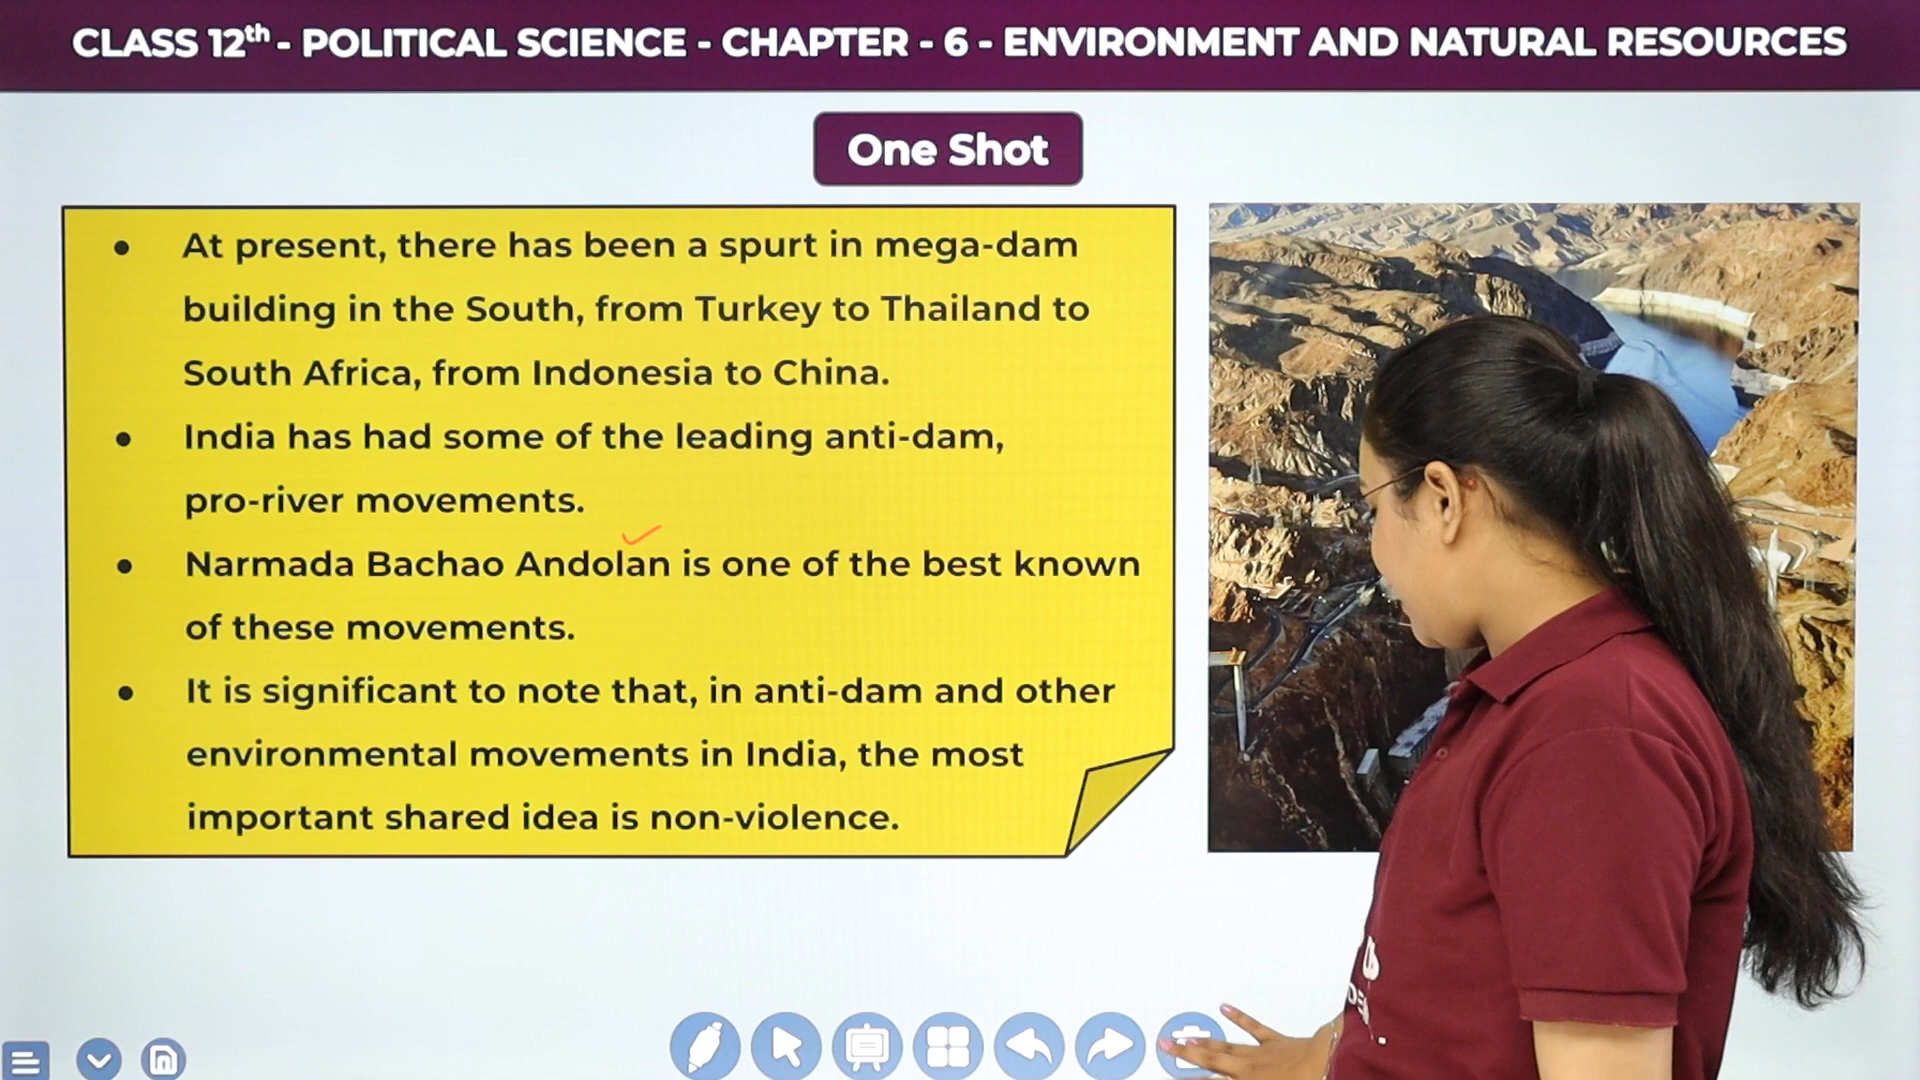 CLASS 12th - POLITICAL SCIENCE - CHAPTER - 6 - ENVIRONMENT AND NATURAL RESOURCES
One Shot
● At present, there has been a spurt in mega-dam
building in the South, from Turkey to Thailand to
South Africa, from Indonesia to China.
● India has had some of the leading anti-dam,
pro-river movements.
● Narmada Bachao Andolan is one of the best known
of these movements.
● It is significant to note that, in anti-dam and other
environmental movements in India, the most
important shared idea is non-violence.